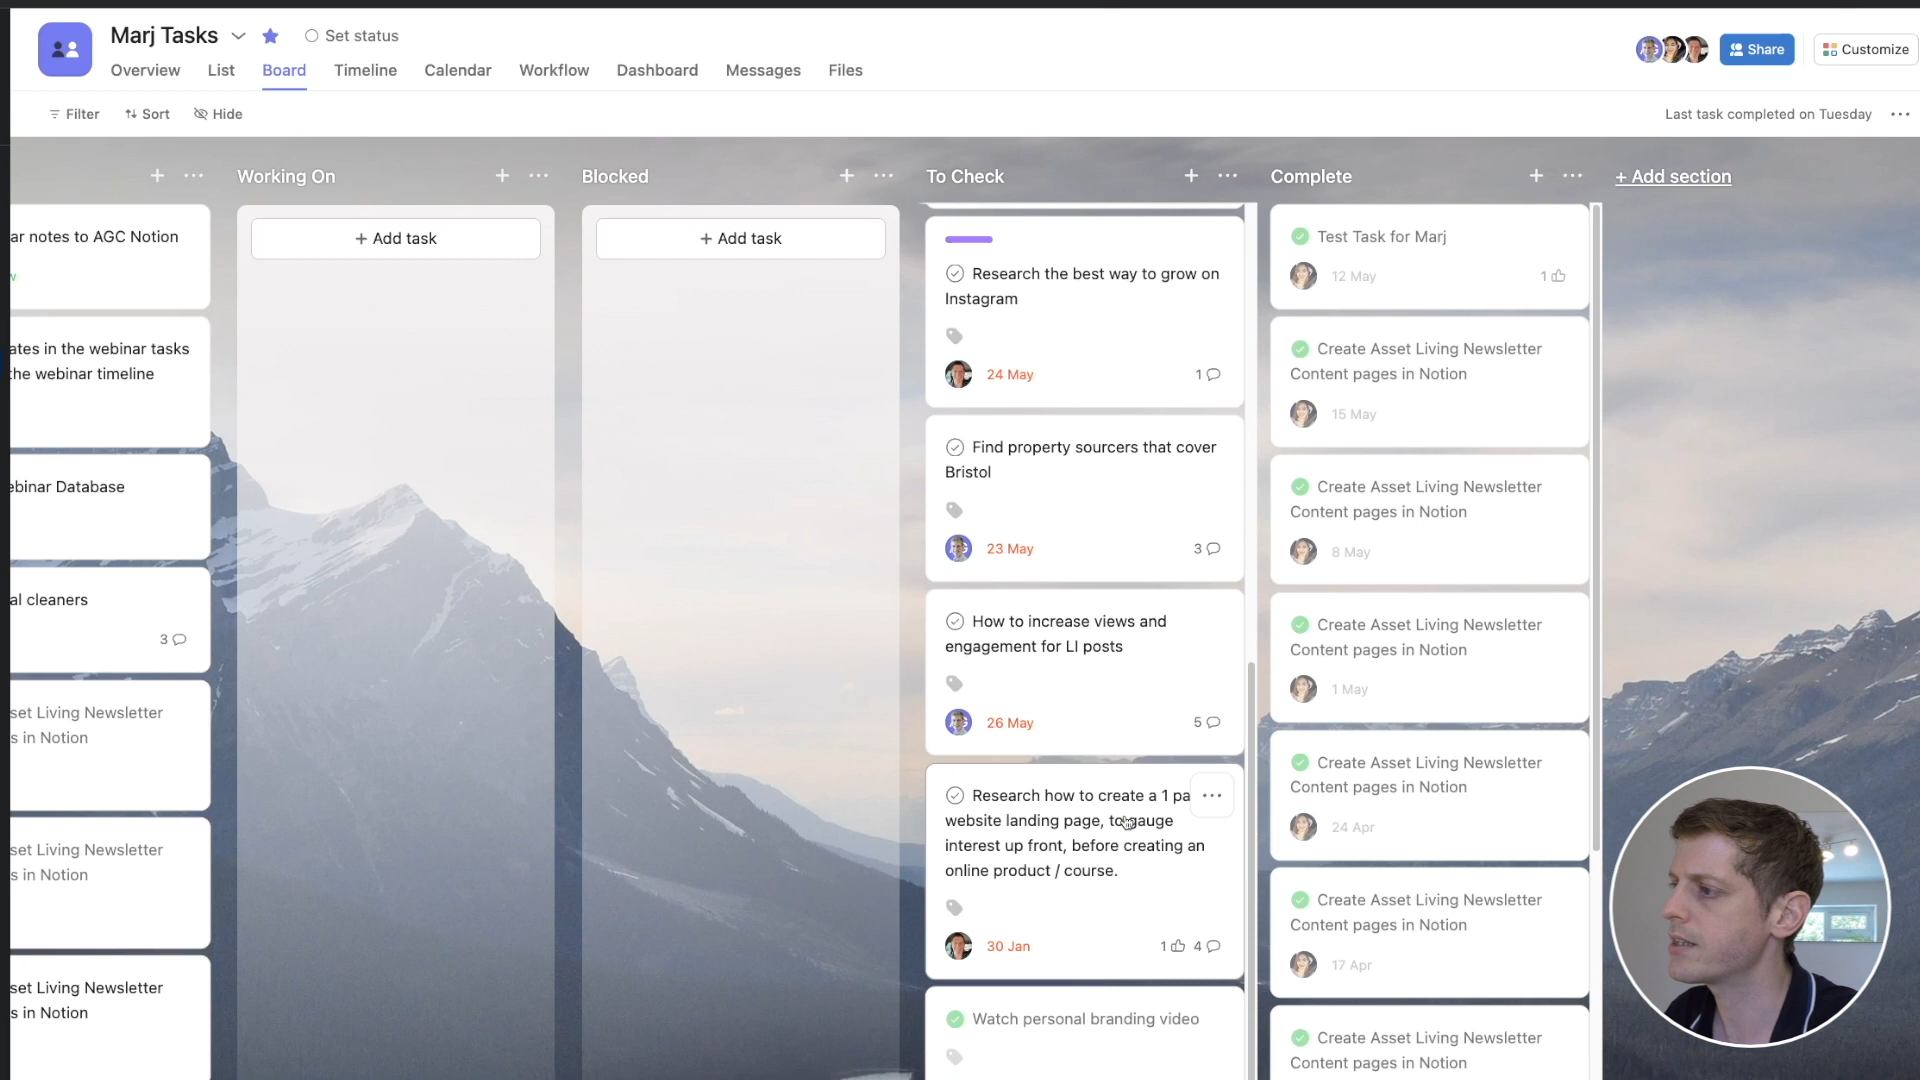 Marj Tasks
Set status
Overview
List
Board
Timeline
Calendar
Workflow
Dashboard
Messages
Files
Share
Customize
Filter
Sort
Hide
Last task completed on Tuesday
ar notes to AGC Notion
ates in the webinar tasks
the webinar timeline
ebinar Database
al cleaners
3
set Living Newsletter
s in Notion
set Living Newsletter
s in Notion
set Living Newsletter
s in Notion
Working On
+ Add task
Blocked
+ Add task
To Check
Research the best way to grow on
Instagram
24 May
1
Find property sourcers that cover
Bristol
23 May
3
How to increase views and
engagement for LI posts
26 May
5
Research how to create a 1 pa
website landing page, to gauge
interest up front, before creating an
online product / course.
30 Jan
1
4
Watch personal branding video
Complete
Test Task for Marj
12 May
1
Create Asset Living Newsletter
Content pages in Notion
15 May
Create Asset Living Newsletter
Content pages in Notion
8 May
Create Asset Living Newsletter
Content pages in Notion
1 May
Create Asset Living Newsletter
Content pages in Notion
24 Apr
Create Asset Living Newsletter
Content pages in Notion
17 Apr
Create Asset Living Newsletter
Content pages in Notion
+ Add section